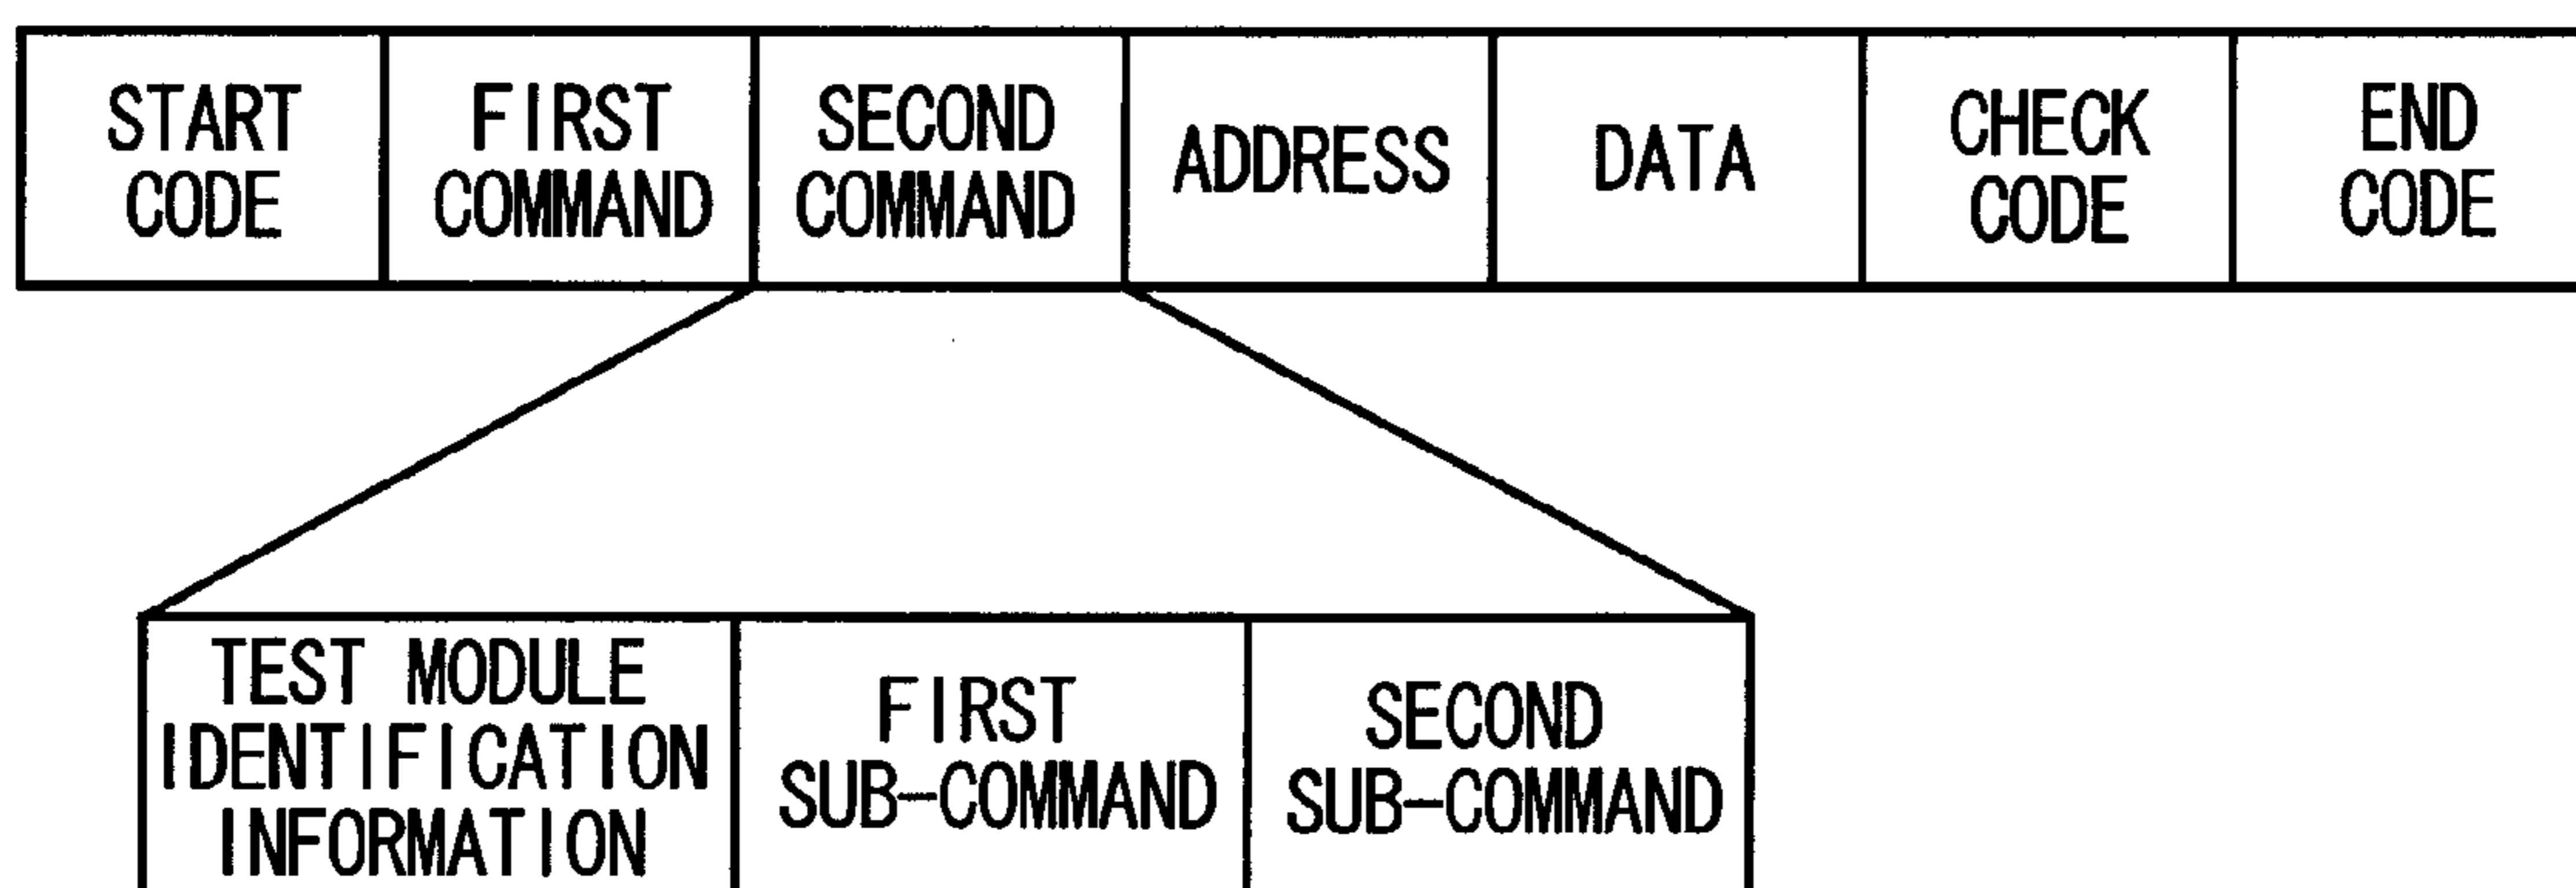 START
CODE
FIRST
COMMAND
SECOND
COMMAND
ADDRESS
DATA
CHECK
CODE
END
CODE
TEST MODULE
IDENTIFICATION
INFORMATION
FIRST
SUB-COMMAND
SECOND
SUB-COMMAND